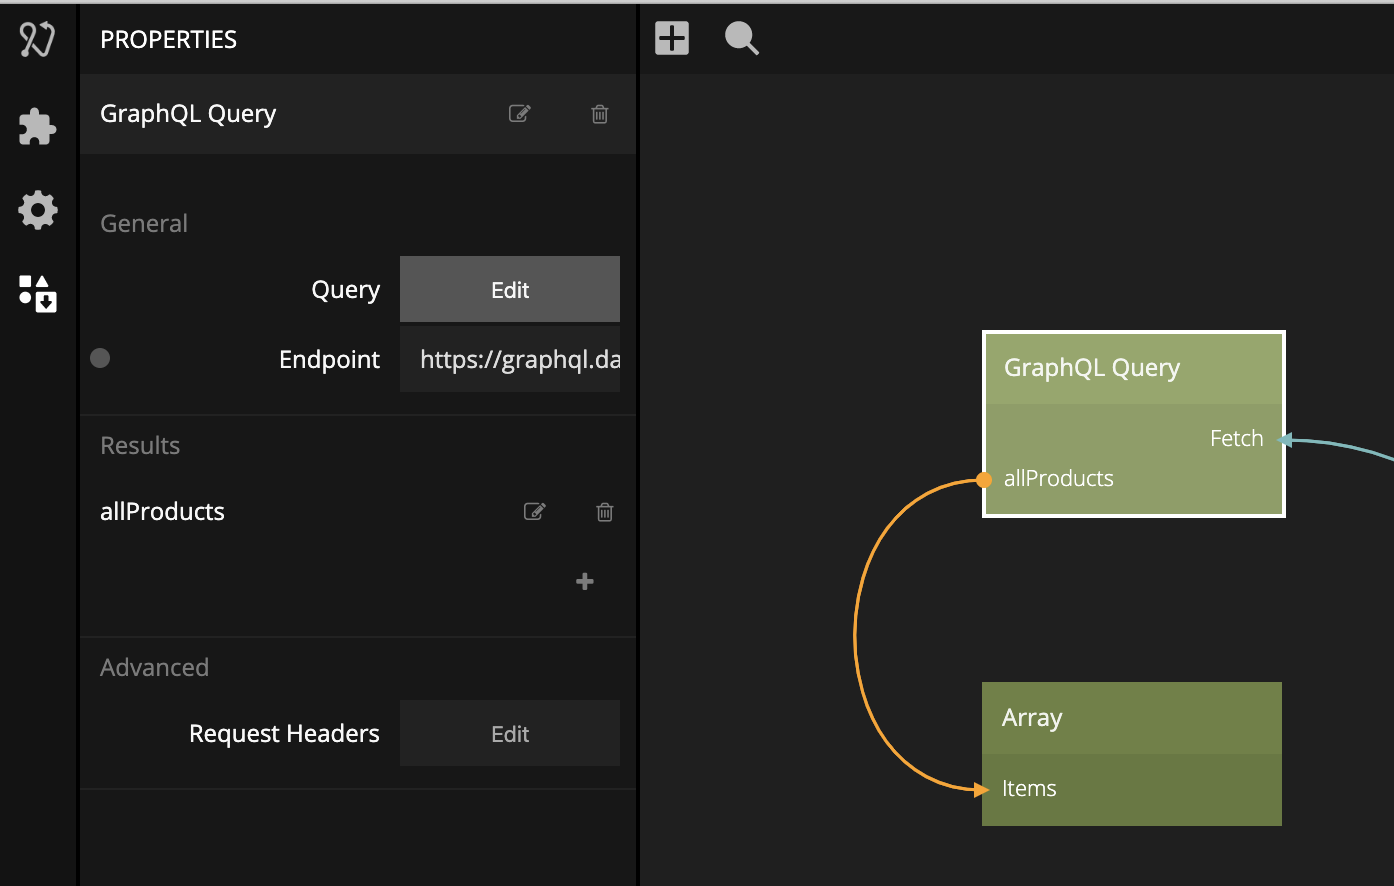 PROPERTIES
GraphQL Query
General
Query
Edit
Endpoint
https://graphql.da
Results
allProducts
Advanced
Request Headers
Edit
GraphQL Query
Fetch
allProducts
Array
Items